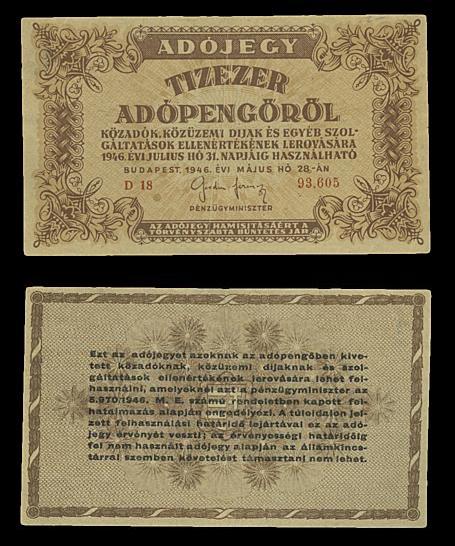 ADÓJEGY
TIZEZER
ADÓPENGŐRŐL
KÖZADÓK, KÖZÜZEMI DIJAK ÉS EGYÉB SZOL-
GÁLTATÁSOK ELLENÉRTÉKÉNEK LEROVÁSÁRA
1946. ÉVI JULIUS HÓ 31. NAPJÁIG HASZNÁLHATÓ
BUDAPEST, 1946. ÉVI MÁJUS HÓ 28-ÁN
D 18 93,605
PÉNZÜGYMINISZTER
AZ ADÓJEGY HAMISITÁSÁÉRT A
TÖRVÉNYSZABTA BÜNTETÉS JÁR
Ezt az adójegyet azoknak az adópengőben kive-
tett közadóknak, közüzemi dijaknak és szol-
gáltatások ellenértékének lerovására lehet fel-
használni, amelyeknél azt a pénzügyminiszter az
5.970/1946. M. E. számú rendeletben kapott fel-
hatalmazás alapján engedélyezi. A túloldalon jel-
zett felhasználási határidő lejártával ez az adó-
jegy érvényét veszti; az érvényességi határidőig
fel nem használt adójegy alapján az Államkincs-
tárral szemben követelést támasztani nem lehet.